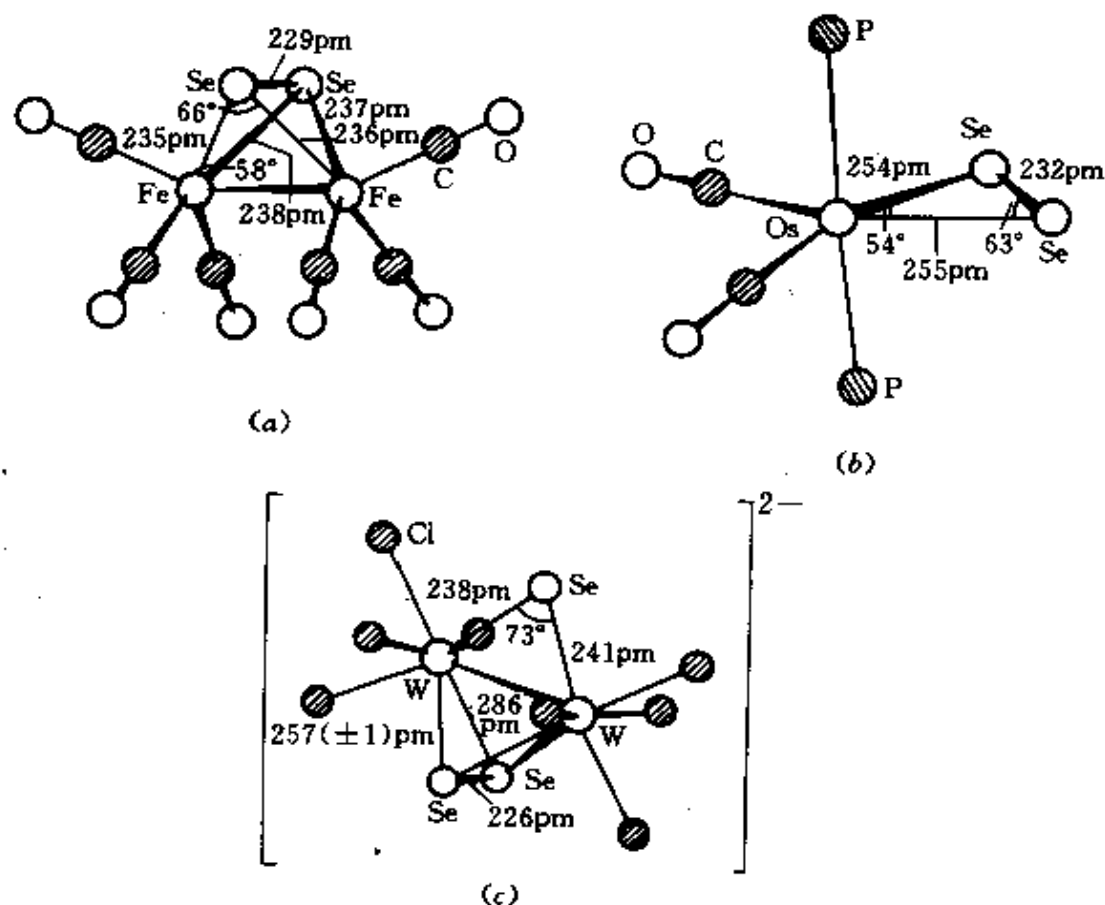 229pm
Se
Se
66°
237pm
235pm
236pm
O
C
58°
Fe
Fe
238pm
(a)
P
O
C
Se
254pm
232pm
Os
54°
63°
Se
255pm
P
(b)
2—
Cl
238pm
Se
73°
241pm
W
286
pm
W
257(±1)pm
Se
Se
226pm
(c)